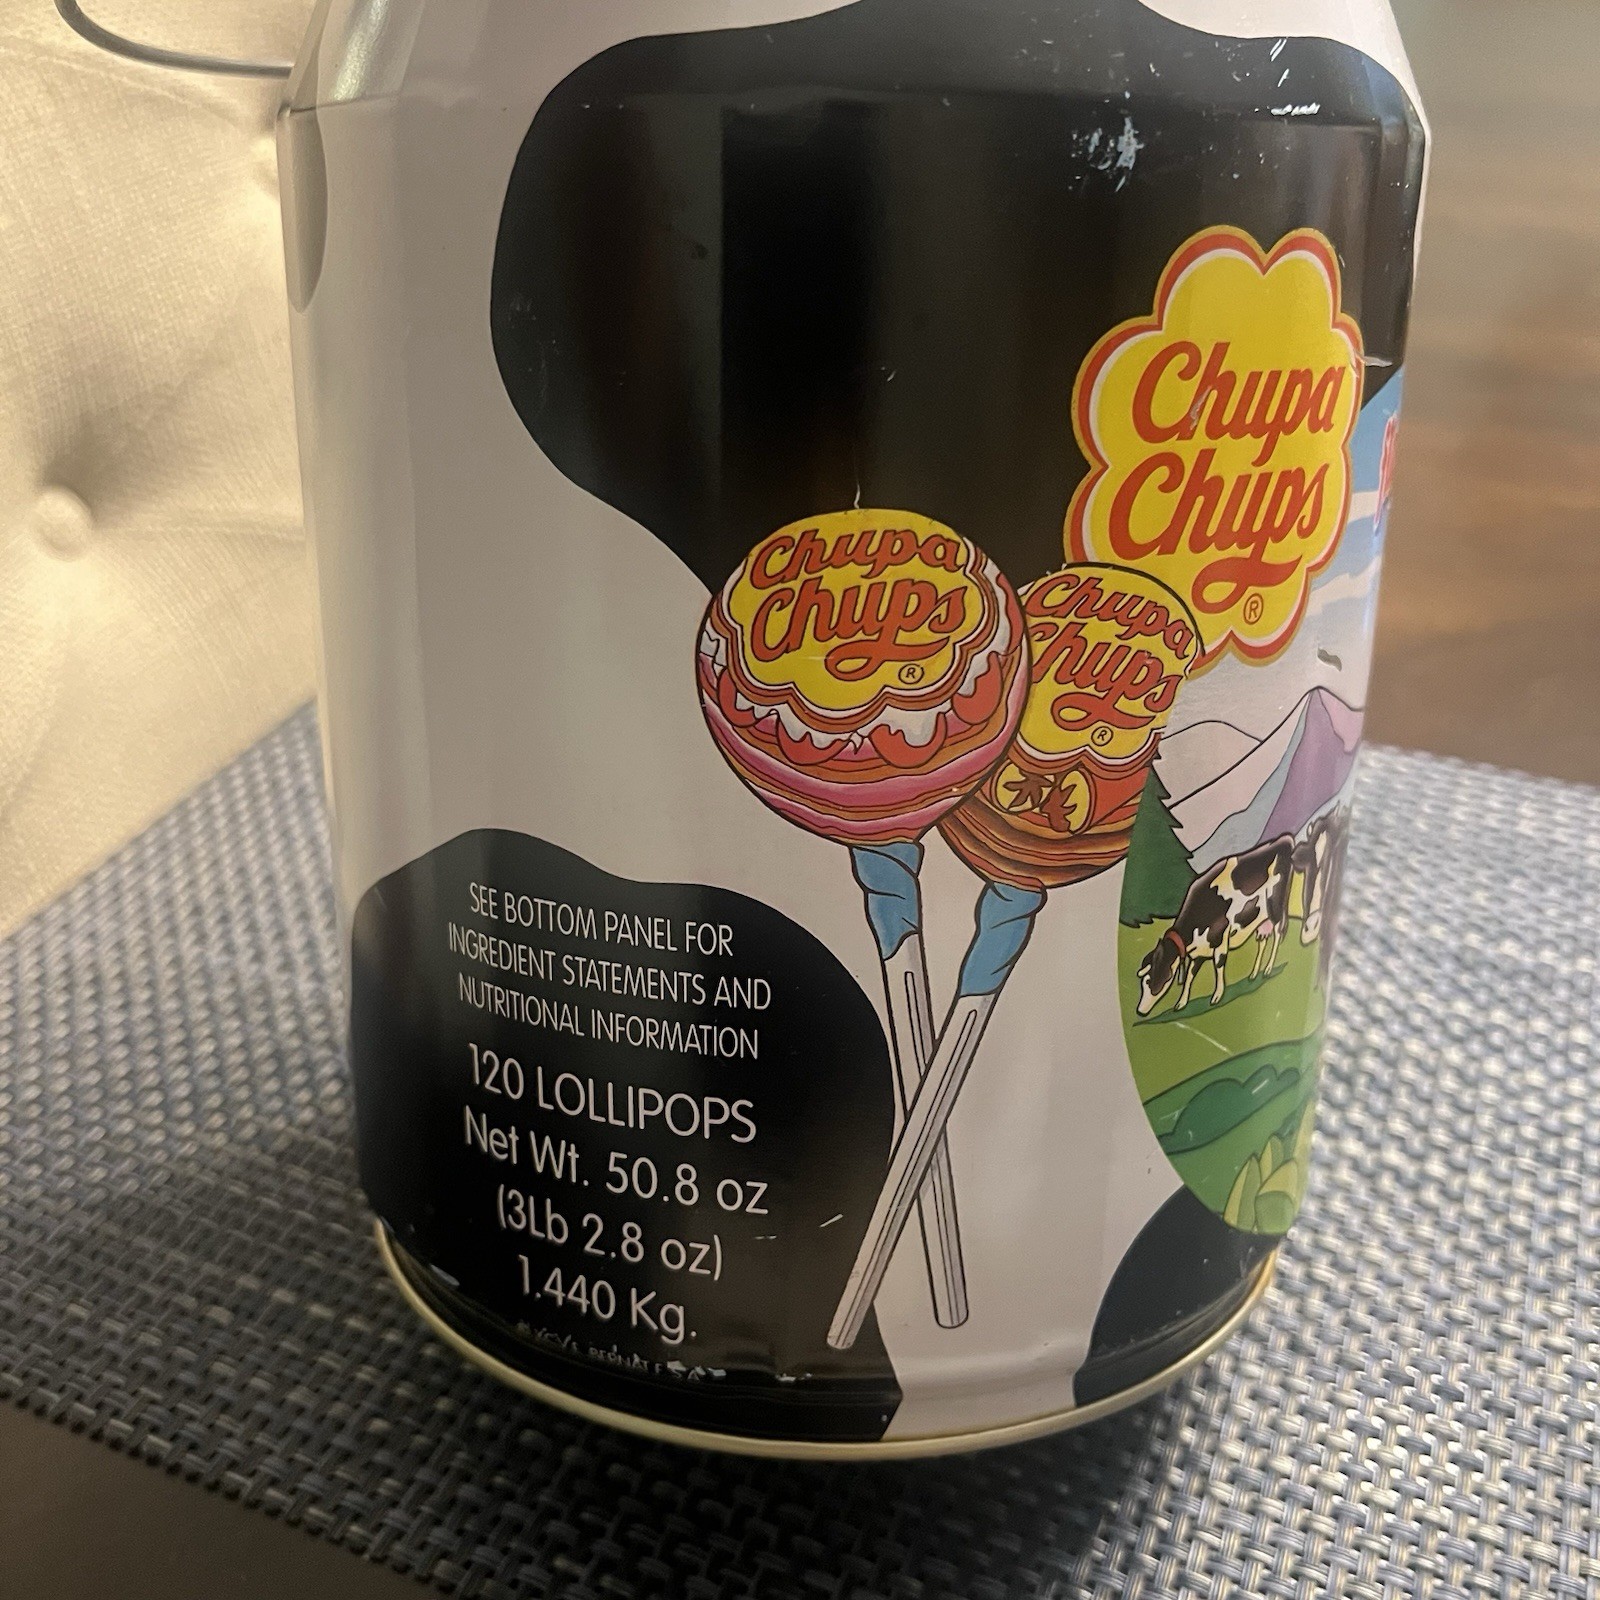 Chupa
Chups
®
Chupa
Chups
®
Chupa
Chups
®
SEE BOTTOM PANEL FOR
INGREDIENT STATEMENTS AND
NUTRITIONAL INFORMATION
120 LOLLIPOPS
Net Wt. 50.8 oz
(3Lb 2.8 oz)
1.440 Kg.